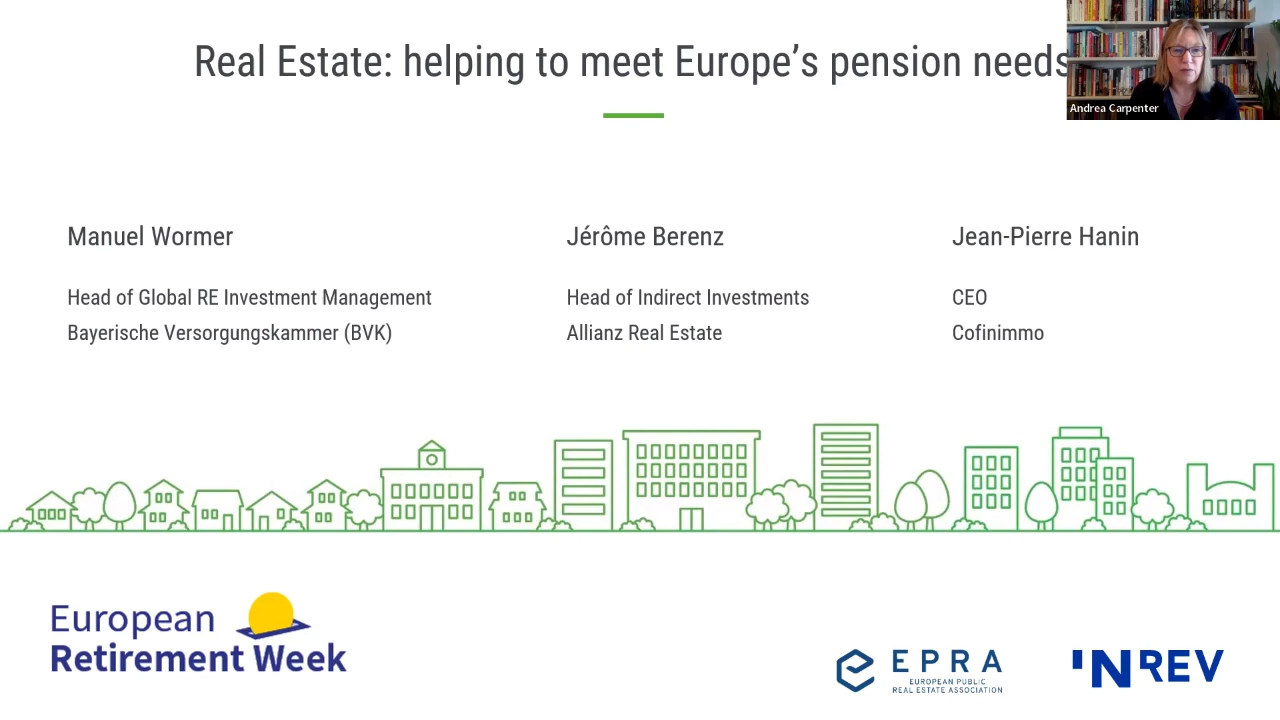 Real Estate: helping to meet Europe’s pension needs
Andrea Carpenter
Manuel Wormer
Head of Global RE Investment Management
Bayerische Versorgungskammer (BVK)
Jérôme Berenz
Head of Indirect Investments
Allianz Real Estate
Jean-Pierre Hanin
CEO
Cofinimmo
European
Retirement Week
EPRA
EUROPEAN PUBLIC
REAL ESTATE ASSOCIATION
INREV